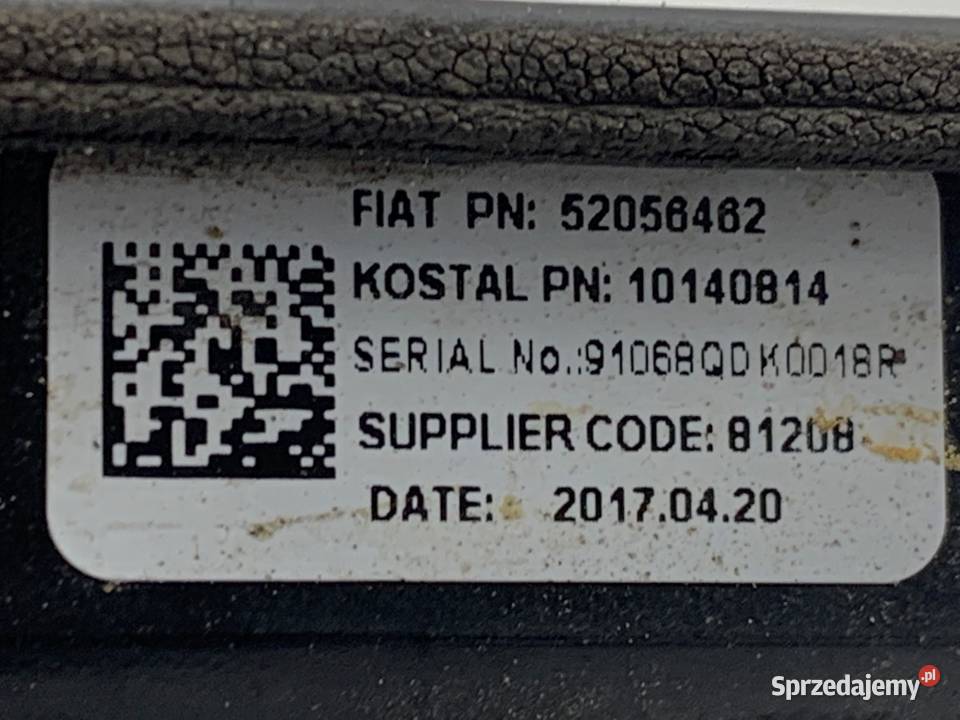 FIAT PN: 52056462
KOSTAL PN: 10140814
SERIAL No.:91068QDK0018R
SUPPLIER CODE: 81208
DATE: 2017.04.20
Sprzedajemy.pl